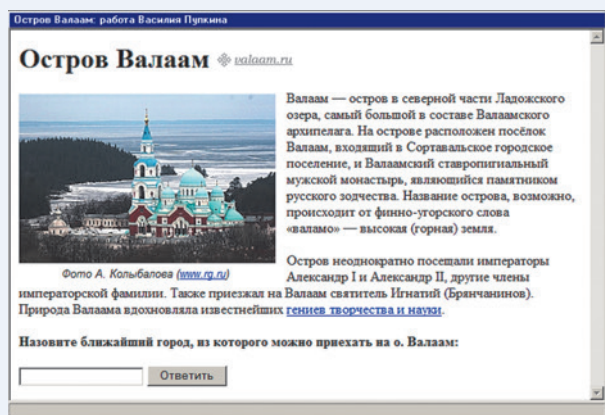 Остров Валаам: работа Василия Пупкина
Остров Валаам valaam.ru
Валаам — остров в северной части Ладожского
озера, самый большой в составе Валаамского
архипелага. На острове расположен посёлок
Валаам, входящий в Сортавальское городское
поселение, и Валаамский ставропигиальный
мужской монастырь, являющийся памятником
русского зодчества. Название острова, возможно,
происходит от финно-угорского слова
«валамо» — высокая (горная) земля.
Фото А. Колыбалова (www.rg.ru)
Остров неоднократно посещали императоры
Александр I и Александр II, другие члены
императорской фамилии. Также приезжал на Валаам святитель Игнатий (Брянчанинов).
Природа Валаама вдохновляла известнейших гениев творчества и науки.
Назовите ближайший город, из которого можно приехать на о. Валаам:
Ответить